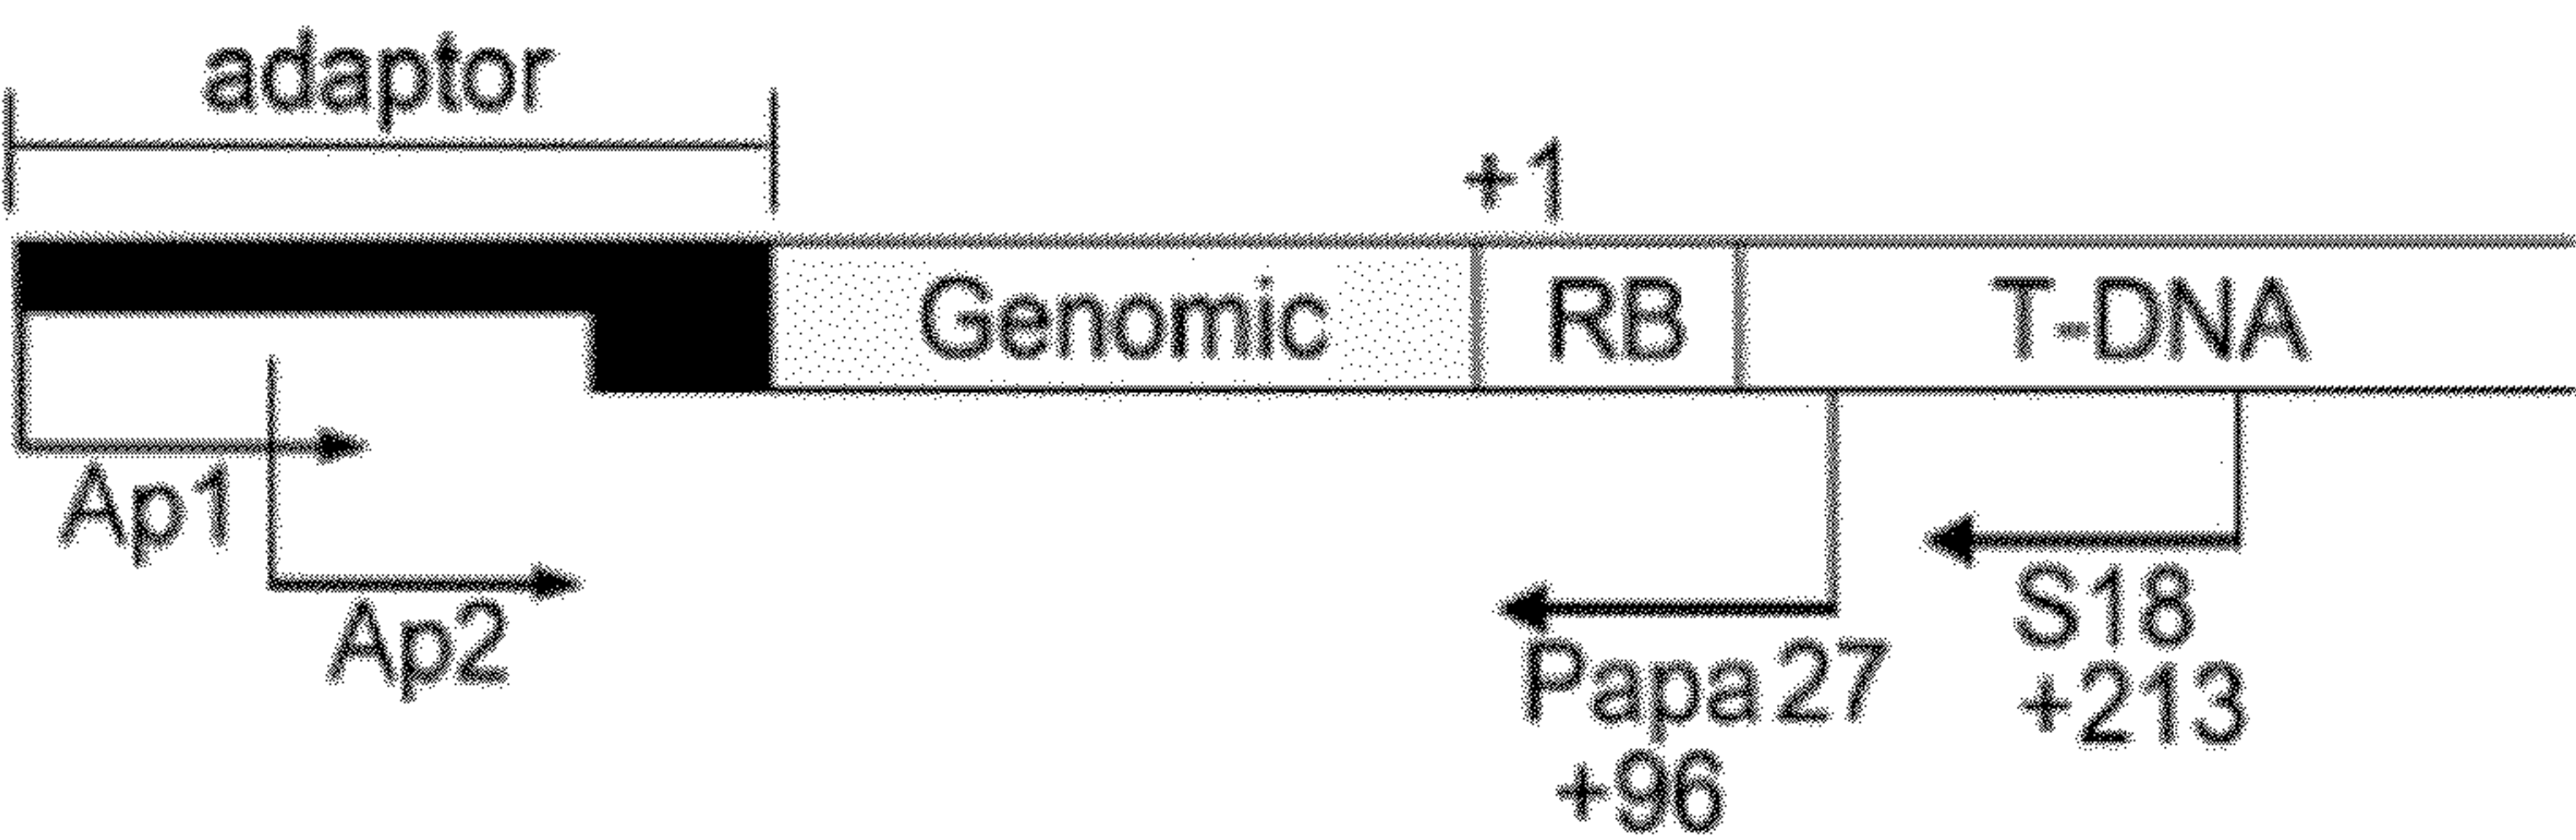 adaptor
+1
Genomic
RB
T-DNA
Ap1
Ap2
Papa 27
+96
S18
+213